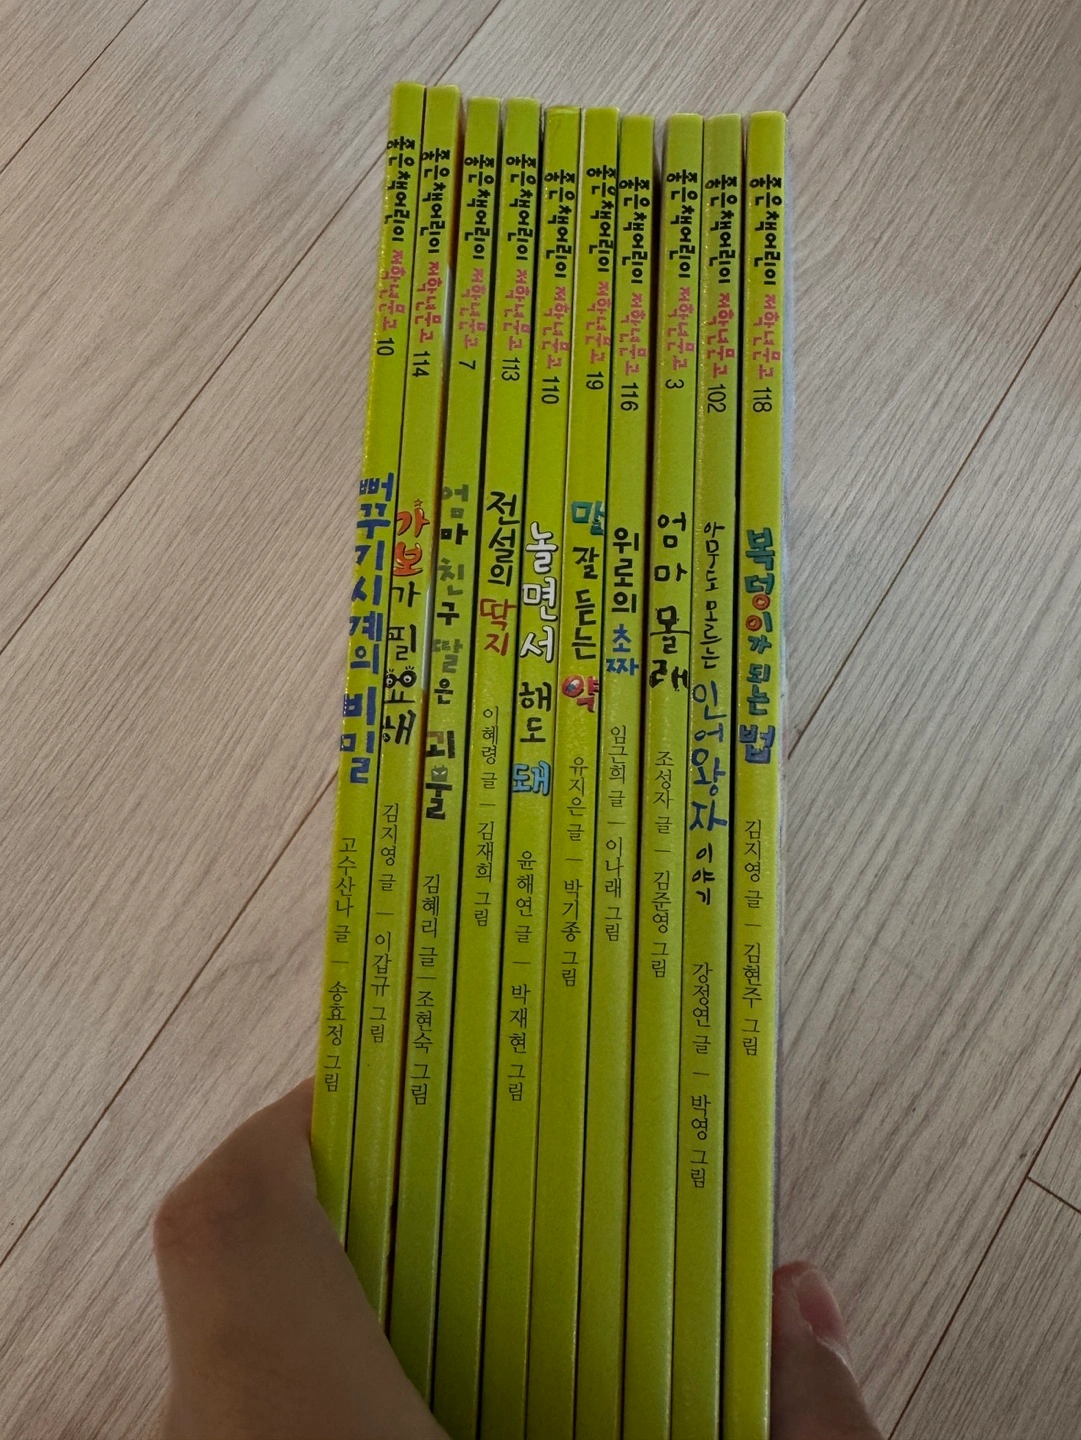 좋은책어린이 저학년문고 10 뻐꾸기시계의 비밀 고수산나 글 | 송효정 그림
좋은책어린이 저학년문고 114 가보가 필요해 김지영 글 | 이갑규 그림
좋은책어린이 저학년문고 7 엄마 친구 딸은 괴물 김혜리 글 | 조현숙 그림
좋은책어린이 저학년문고 113 전설의 딱지 이혜령 글 | 김재희 그림
좋은책어린이 저학년문고 110 놀면서 해도 돼 윤해연 글 | 박재현 그림
좋은책어린이 저학년문고 19 말 잘 듣는 약 유지은 글 | 박기종 그림
좋은책어린이 저학년문고 116 위로의 초짜 임근희 글 | 이나래 그림
좋은책어린이 저학년문고 3 엄마 몰래 조성자 글 | 김준영 그림
좋은책어린이 저학년문고 102 아무도 모르는 인어 왕자 이야기 강정연 글 | 박영 그림
좋은책어린이 저학년문고 118 복덩이가 되는 법 김지영 글 | 김현주 그림